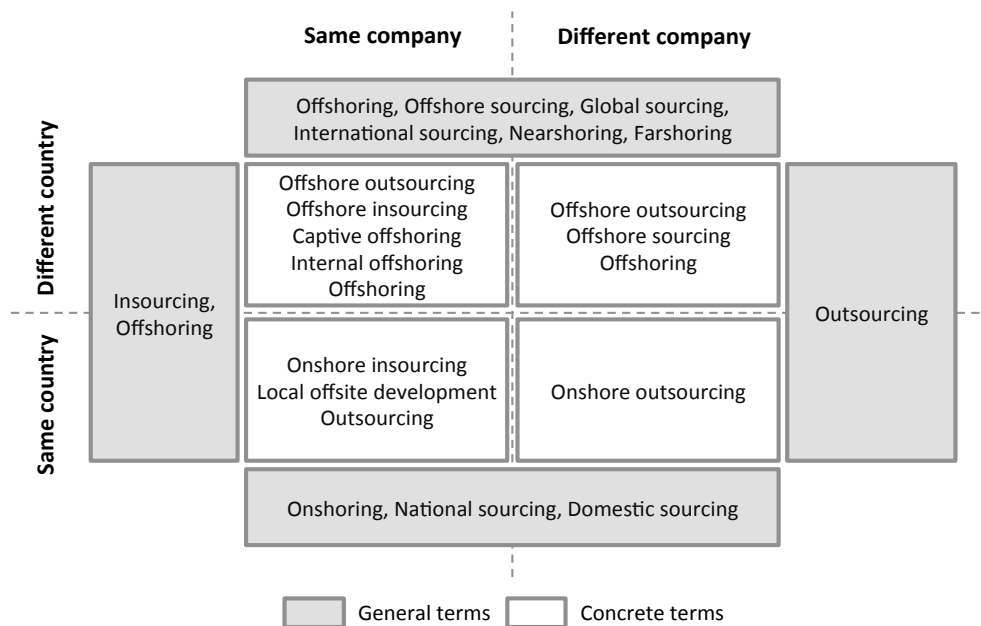 Same company
Different company
Different country
Same country
Offshoring, Offshore sourcing, Global sourcing,
International sourcing, Nearshoring, Farshoring
Insourcing,
Offshoring
Offshore outsourcing
Offshore insourcing
Captive offshoring
Internal offshoring
Offshoring
Offshore outsourcing
Offshore sourcing
Offshoring
Outsourcing
Onshore insourcing
Local offsite development
Outsourcing
Onshore outsourcing
Onshoring, National sourcing, Domestic sourcing
General terms
Concrete terms